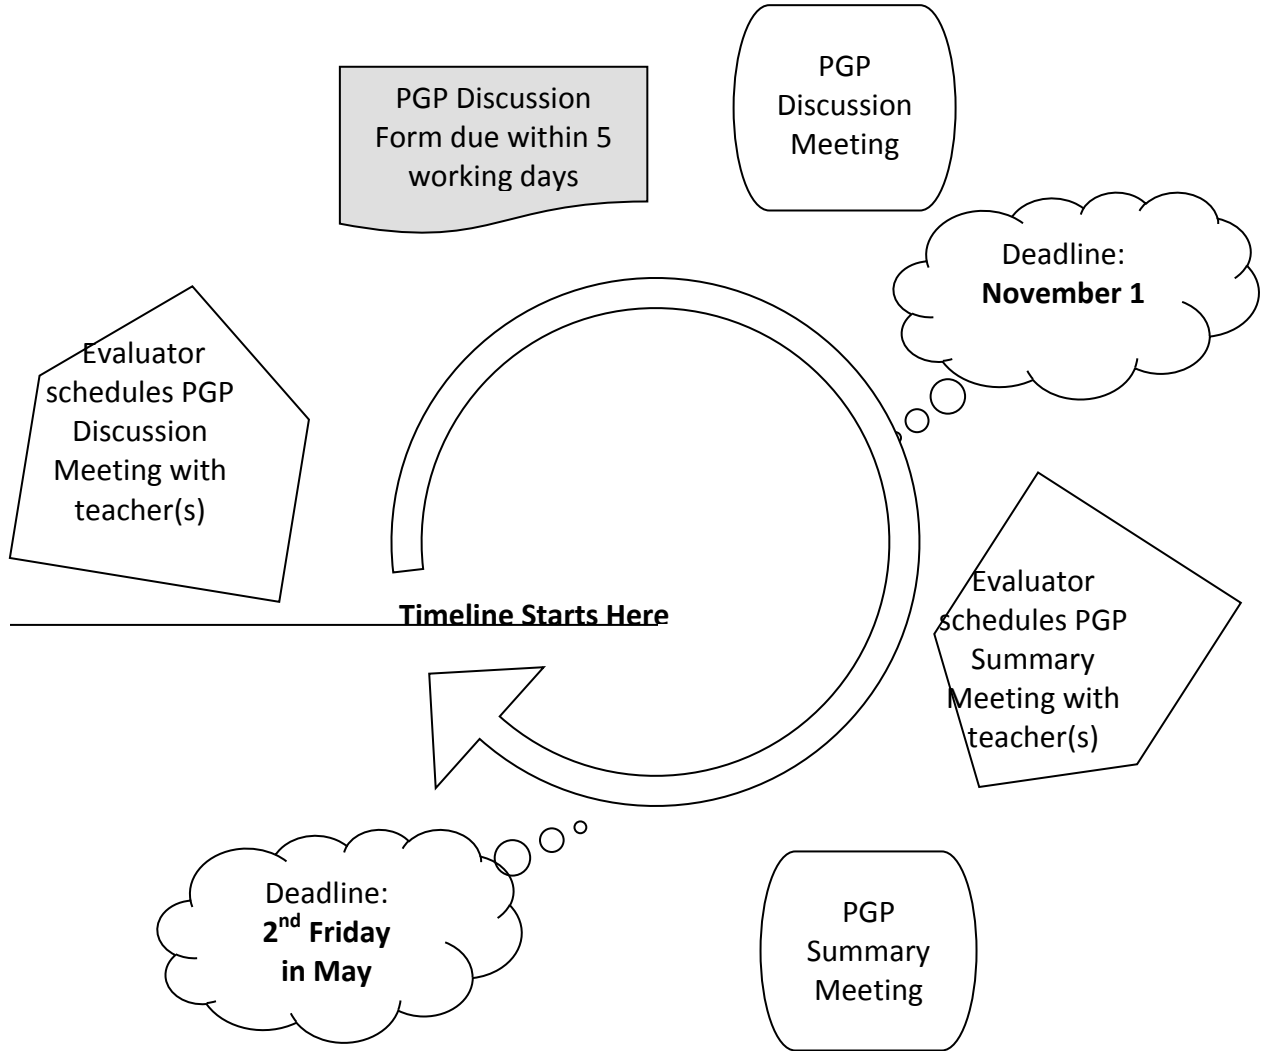 PGP Discussion
Form due within 5
working days
PGP
Discussion
Meeting
Deadline:
November 1
Evaluator
schedules PGP
Discussion
Meeting with
teacher(s)
Timeline Starts Here
Evaluator
schedules PGP
Summary
Meeting with
teacher(s)
Deadline:
2nd Friday
in May
PGP
Summary
Meeting